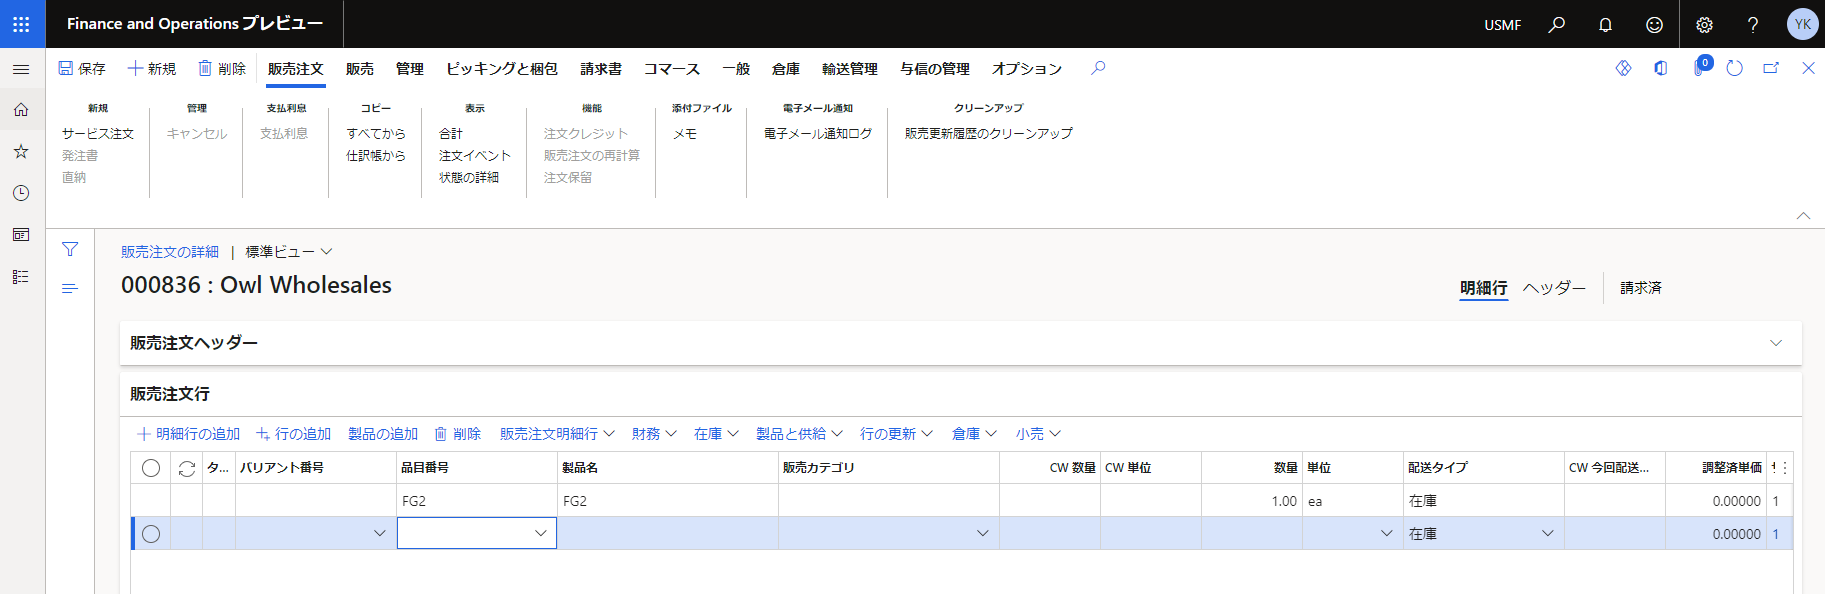 Finance and Operations プレビュー
USMF
YK
保存 新規 削除 販売注文 販売 管理 ピッキングと梱包 請求書 コマース 一般 倉庫 輸送管理 与信の管理 オプション
0
新規 管理 支払利息 コピー 表示 機能 添付ファイル 電子メール通知 クリーンアップ
サービス注文 キャンセル 支払利息 すべてから 合計 注文クレジット メモ 電子メール通知ログ 販売更新履歴のクリーンアップ
発注書 仕訳帳から 注文イベント 販売注文の再計算
直納 状態の詳細 注文保留
販売注文の詳細 | 標準ビュー
000836 : Owl Wholesales
明細行 ヘッダー 請求済
販売注文ヘッダー
販売注文行
明細行の追加 行の追加 製品の追加 削除 販売注文明細行 財務 在庫 製品と供給 行の更新 倉庫 小売
タ... バリアント番号 品目番号 製品名 販売カテゴリ CW 数量 CW 単位 数量 単位 配送タイプ CW 今回配送... 調整済単価
FG2 FG2 1.00 ea 在庫 0.00000 1
在庫 0.00000 1